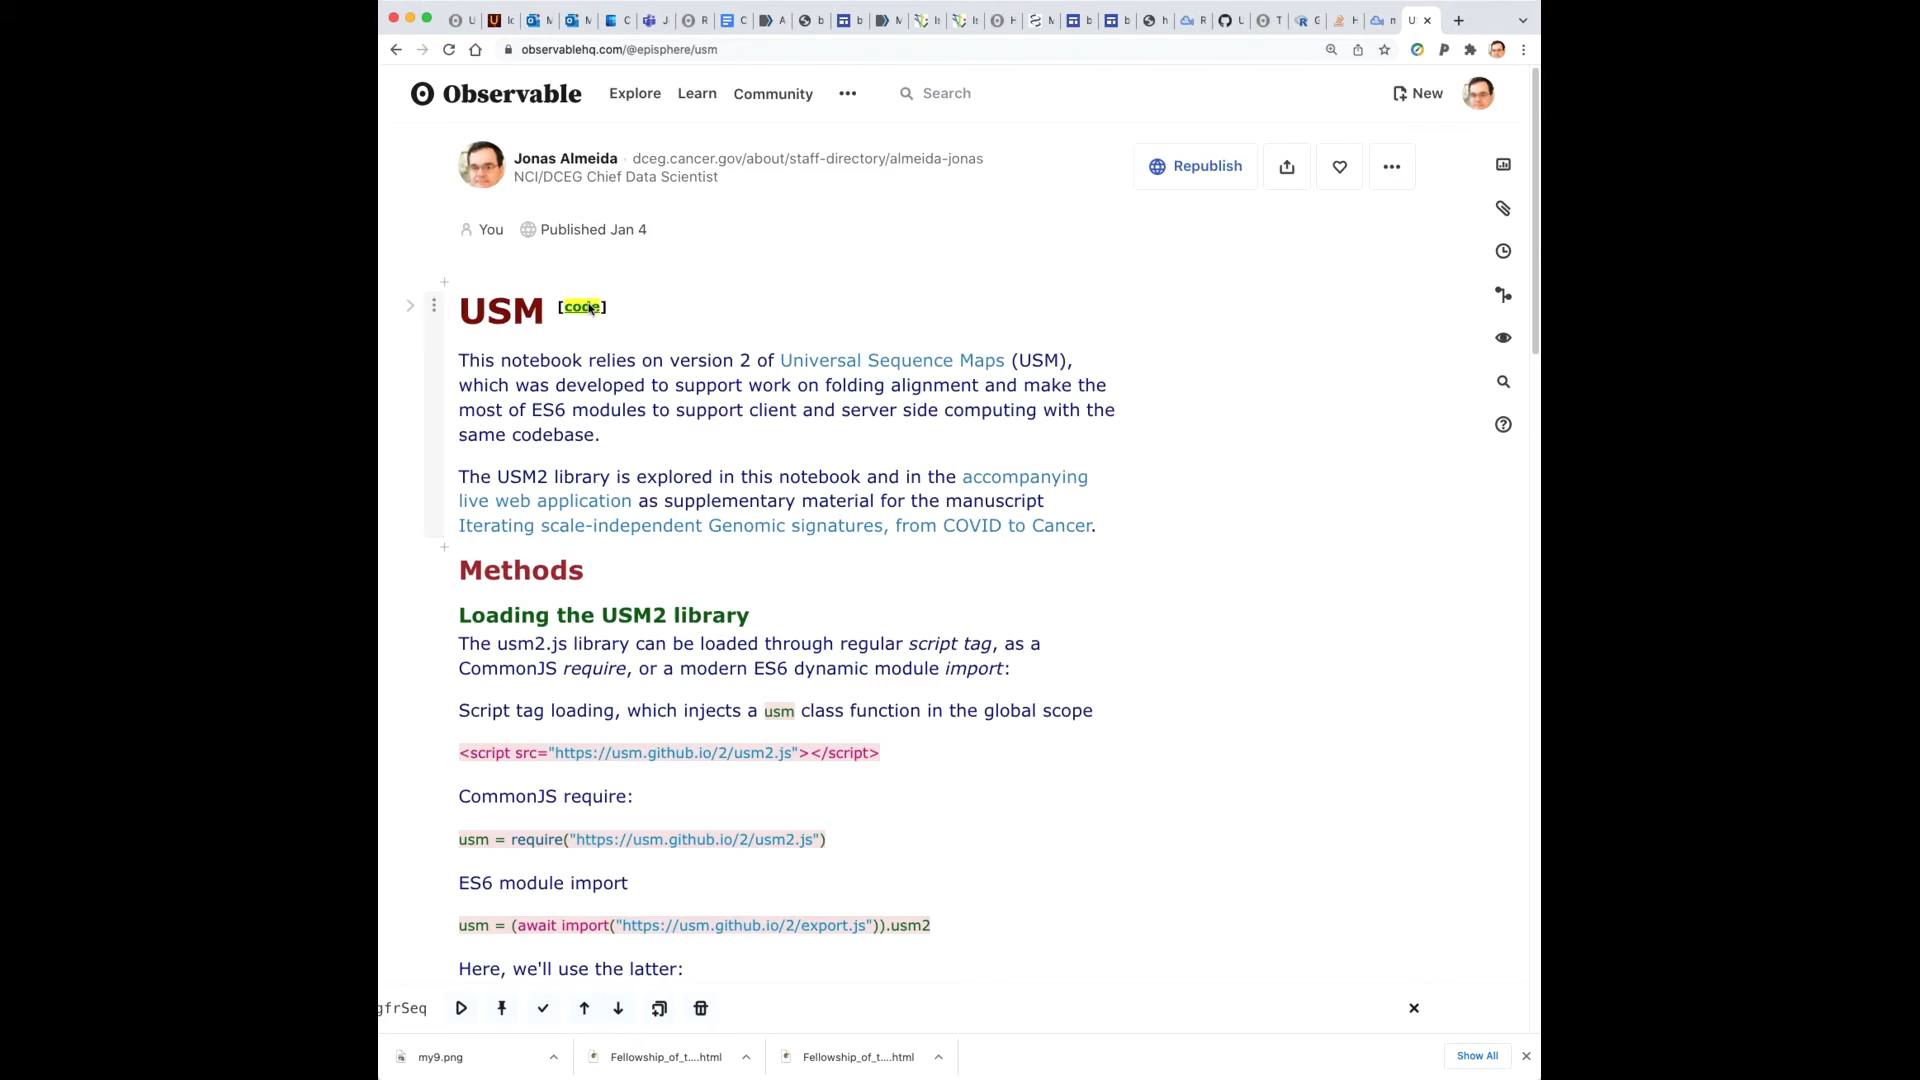 observablehq.com/@episphere/usm
Observable Explore Learn Community ••• Search New
Jonas Almeida · dceg.cancer.gov/about/staff-directory/almeida-jonas
NCI/DCEG Chief Data Scientist
Republish
You Published Jan 4
USM [code]
This notebook relies on version 2 of Universal Sequence Maps (USM),
which was developed to support work on folding alignment and make the
most of ES6 modules to support client and server side computing with the
same codebase.
The USM2 library is explored in this notebook and in the accompanying
live web application as supplementary material for the manuscript
Iterating scale-independent Genomic signatures, from COVID to Cancer.
Methods
Loading the USM2 library
The usm2.js library can be loaded through regular script tag, as a
CommonJS require, or a modern ES6 dynamic module import:
Script tag loading, which injects a usm class function in the global scope
<script src="https://usm.github.io/2/usm2.js"></script>
CommonJS require:
usm = require("https://usm.github.io/2/usm2.js")
ES6 module import
usm = (await import("https://usm.github.io/2/export.js")).usm2
Here, we'll use the latter:
gfrSeq
my9.png Fellowship_of_t....html Fellowship_of_t....html Show All